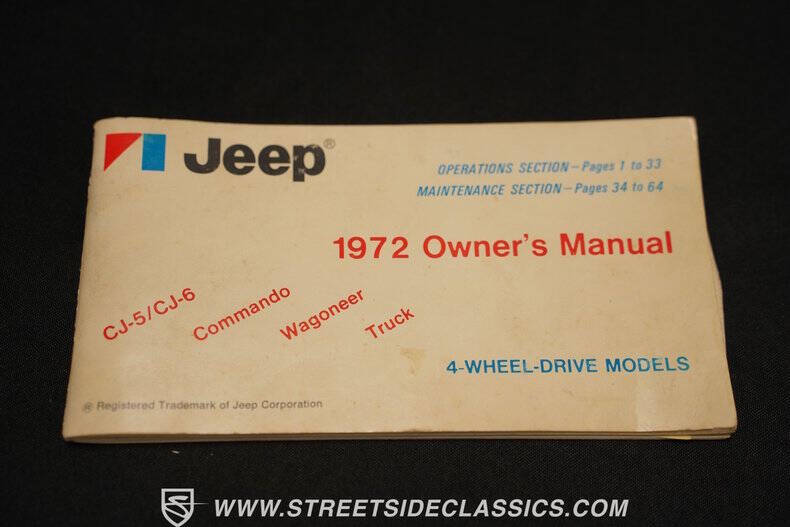 Jeep®
OPERATIONS SECTION–Pages 1 to 33
MAINTENANCE SECTION–Pages 34 to 64
1972 Owner's Manual
CJ-5/CJ-6
Commando
Wagoneer
Truck
4-WHEEL-DRIVE MODELS
® Registered Trademark of Jeep Corporation
WWW.STREETSIDECLASSICS.COM